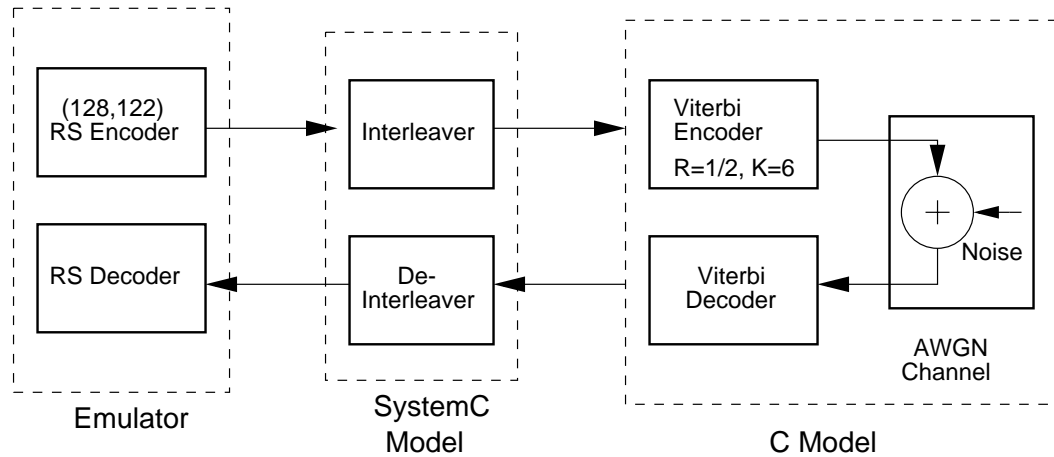 (128,122)
RS Encoder
Interleaver
Viterbi
Encoder
R=1/2, K=6
+
Noise
RS Decoder
De-
Interleaver
Viterbi
Decoder
AWGN
Channel
Emulator
SystemC
Model
C Model